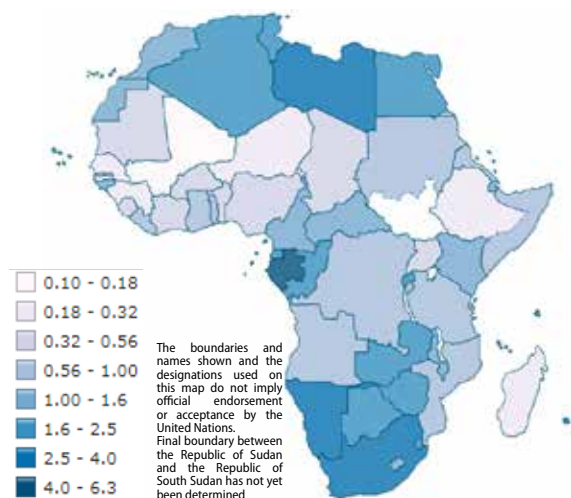 0.10 - 0.18
0.18 - 0.32
0.32 - 0.56
0.56 - 1.00
1.00 - 1.6
1.6 - 2.5
2.5 - 4.0
4.0 - 6.3
The boundaries and
names shown and the
designations used on
this map do not imply
official endorsement
or acceptance by the
United Nations.
Final boundary between
the Republic of Sudan
and the Republic of
South Sudan has not yet
been determined